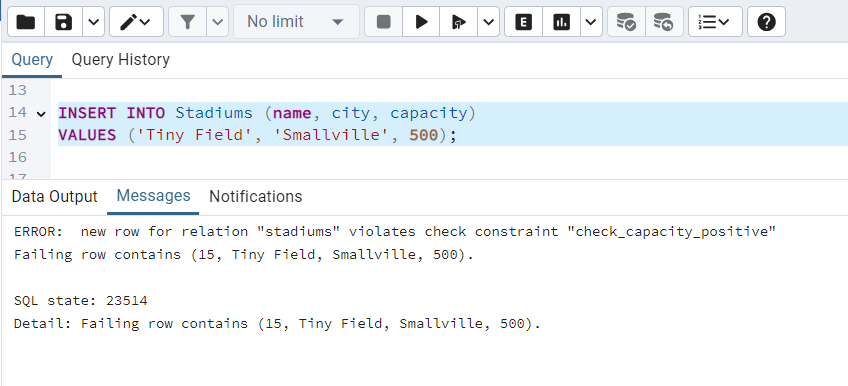 No limit
E
Query Query History
13
14 INSERT INTO Stadiums (name, city, capacity)
15 VALUES ('Tiny Field', 'Smallville', 500);
16
17
Data Output Messages Notifications
ERROR:  new row for relation "stadiums" violates check constraint "check_capacity_positive"
Failing row contains (15, Tiny Field, Smallville, 500).
SQL state: 23514
Detail: Failing row contains (15, Tiny Field, Smallville, 500).